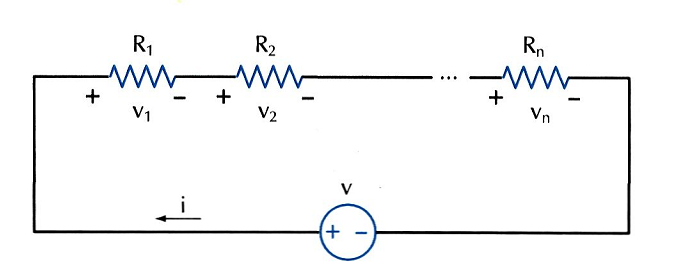 R₁ R₂ Rₙ
+ − + − ... + −
v₁ v₂ vₙ
v
i
+ −